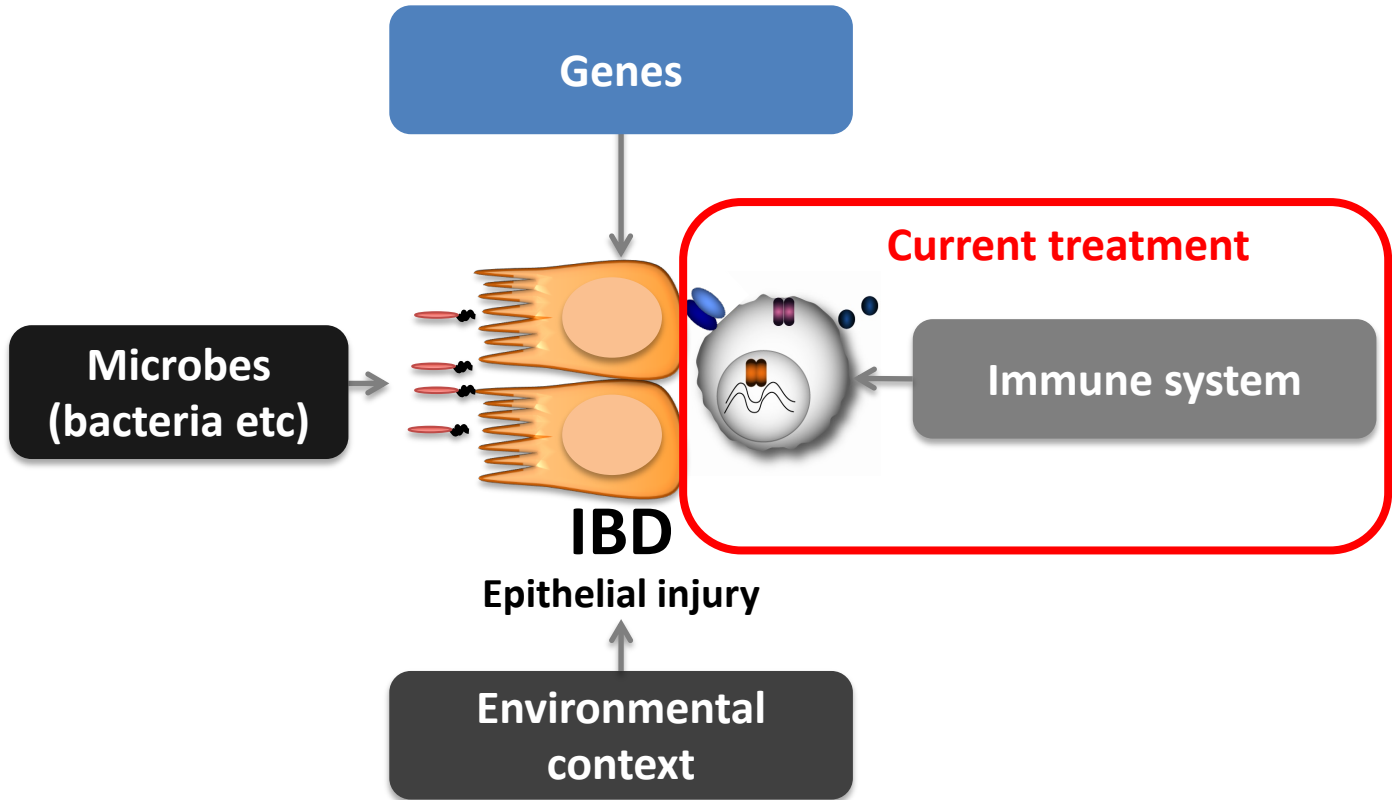 Genes
Current treatment
Microbes
(bacteria etc)
Immune system
IBD
Epithelial injury
Environmental
context